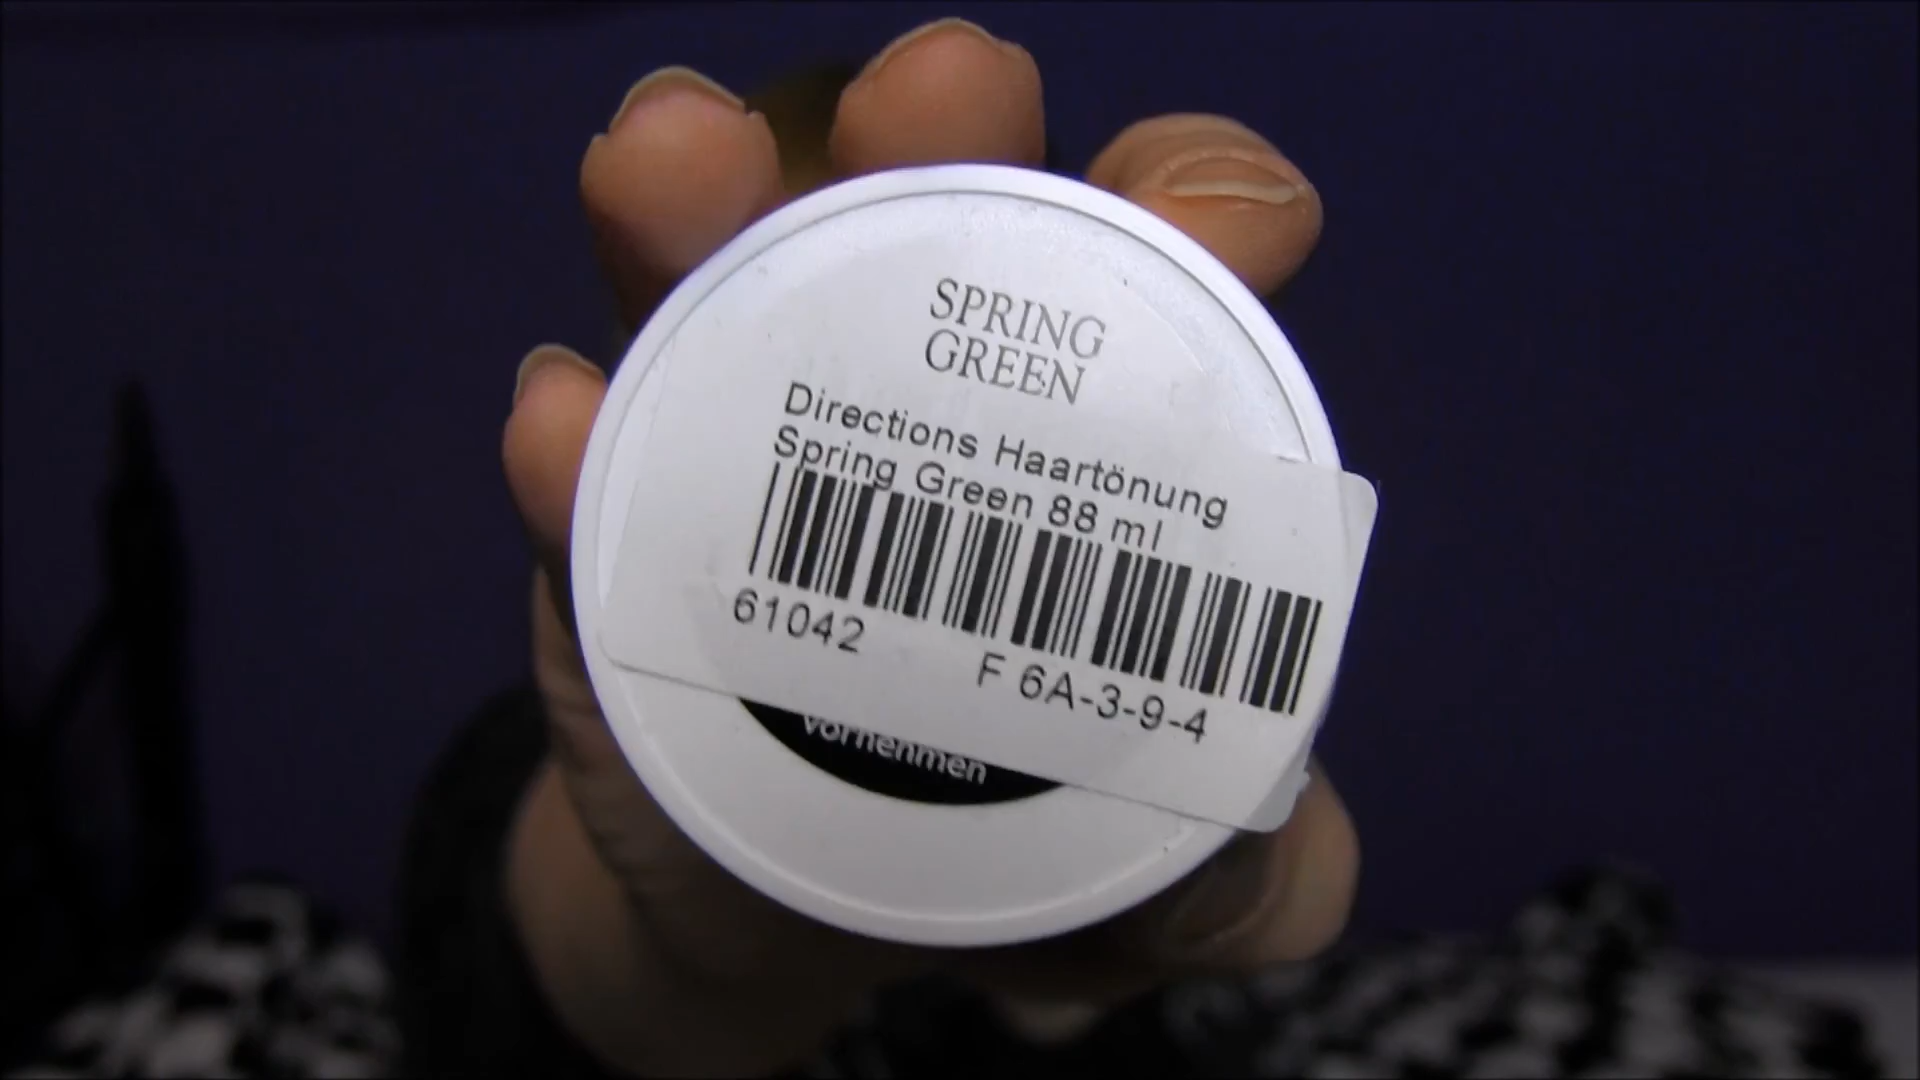 SPRING
GREEN
Directions Haartönung
Spring Green 88 ml
61042
F 6A-3-9-4
vornehmen